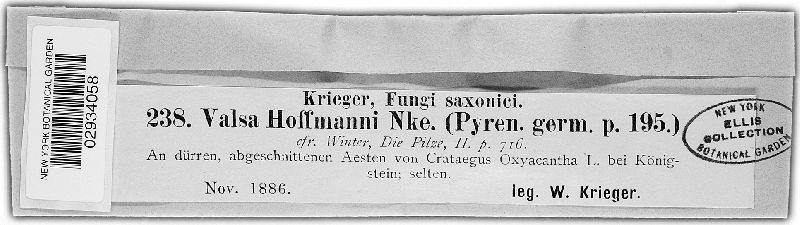 NEW YORK BOTANICAL GARDEN
02934058
Krieger, Fungi saxonici.
238. Valsa Hoffmanni Nke. (Pyren. germ. p. 195.)
cfr. Winter, Die Pilze, II. p. 716.
An dürren, abgeschnittenen Aesten von Crataegus Oxyacantha L. bei König-
stein; selten.
Nov. 1886.
leg. W. Krieger.
NEW YORK
ELLIS
COLLECTION
BOTANICAL GARDEN